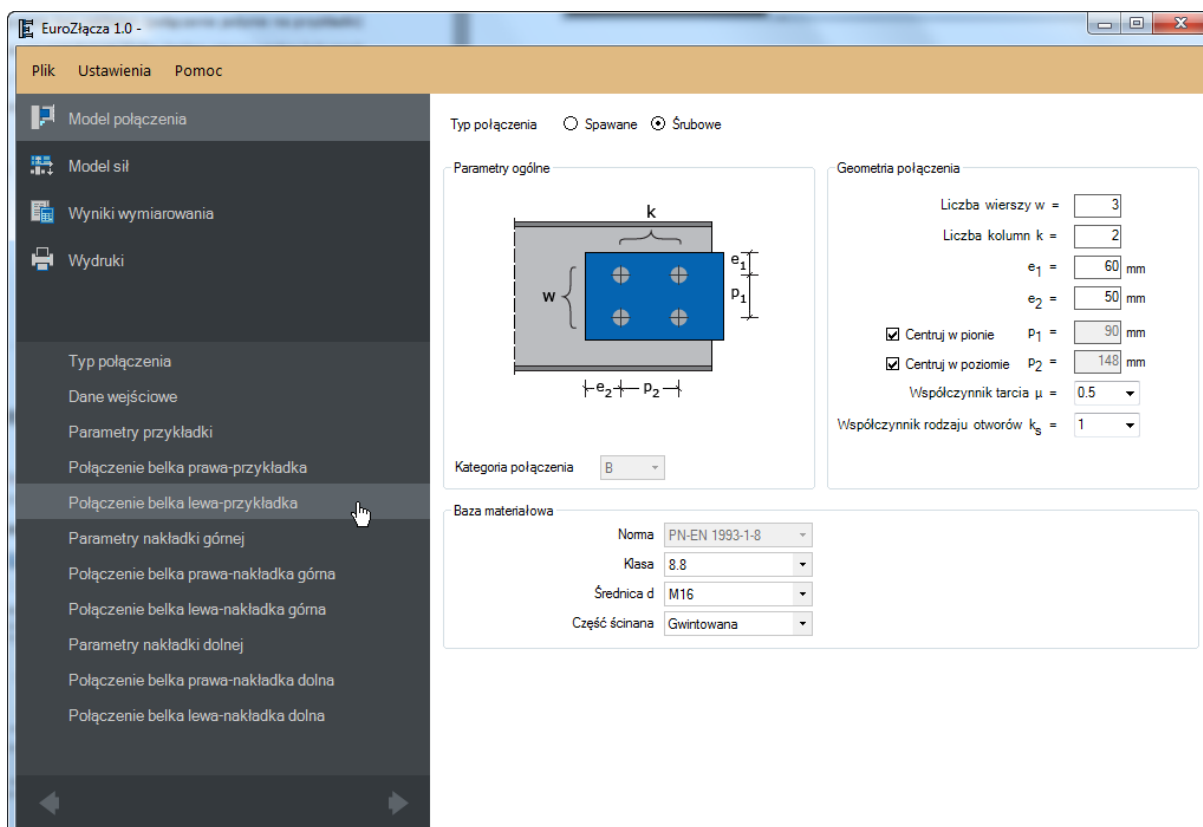 EuroZłącza 1.0 -
Plik Ustawienia Pomoc
Model połączenia
Model sił
Wyniki wymiarowania
Wydruki
Typ połączenia
Dane wejściowe
Parametry przykładki
Połączenie belka prawa-przykładka
Połączenie belka lewa-przykładka
Parametry nakładki górnej
Połączenie belka prawa-nakładka górna
Połączenie belka lewa-nakładka górna
Parametry nakładki dolnej
Połączenie belka prawa-nakładka dolna
Połączenie belka lewa-nakładka dolna
Typ połączenia Spawane Śrubowe
Parametry ogólne
k
w
e1
p1
e2 p2
Kategoria połączenia B
Geometria połączenia
Liczba wierszy w = 3
Liczba kolumn k = 2
e1 = 60 mm
e2 = 50 mm
Centruj w pionie p1 = 90 mm
Centruj w poziomie p2 = 148 mm
Współczynnik tarcia μ = 0.5
Współczynnik rodzaju otworów ks = 1
Baza materiałowa
Norma PN-EN 1993-1-8
Klasa 8.8
Średnica d M16
Część ścinana Gwintowana